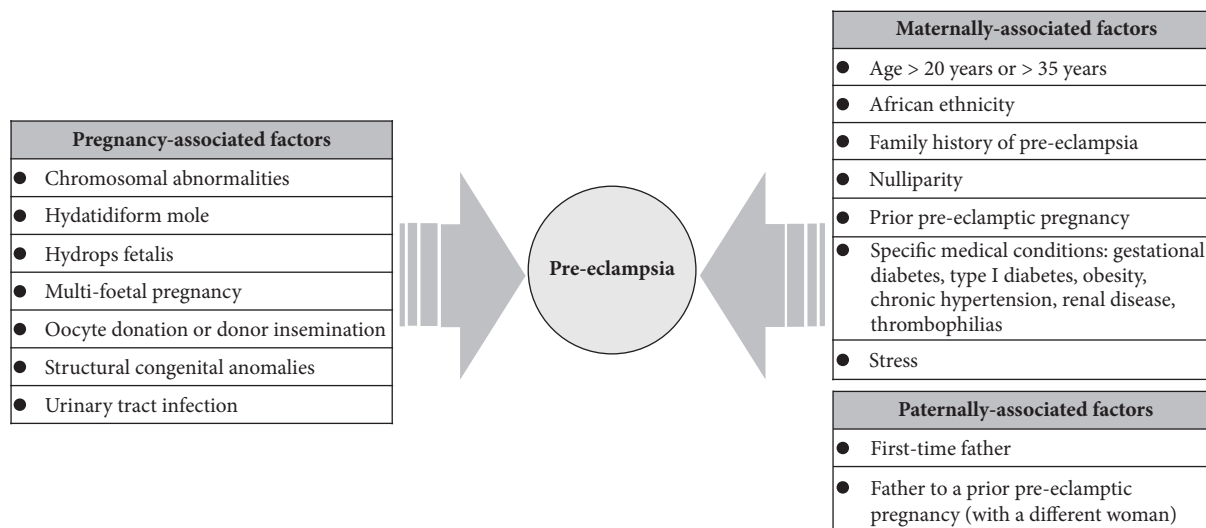 Pregnancy-associated factors
● Chromosomal abnormalities
● Hydatidiform mole
● Hydrops fetalis
● Multi-foetal pregnancy
● Oocyte donation or donor insemination
● Structural congenital anomalies
● Urinary tract infection
Pre-eclampsia
Maternally-associated factors
● Age > 20 years or > 35 years
● African ethnicity
● Family history of pre-eclampsia
● Nulliparity
● Prior pre-eclamptic pregnancy
● Specific medical conditions: gestational
diabetes, type I diabetes, obesity,
chronic hypertension, renal disease,
thrombophilias
● Stress
Paternally-associated factors
● First-time father
● Father to a prior pre-eclamptic
pregnancy (with a different woman)